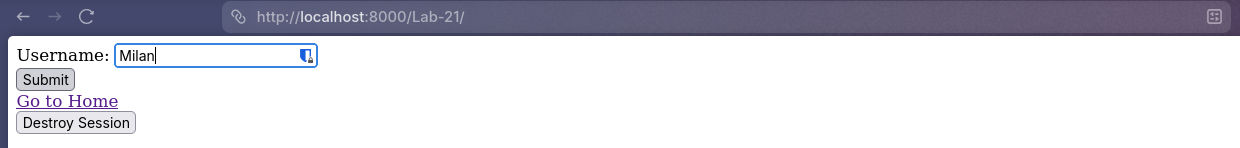 http://localhost:8000/Lab-21/
Username: Milan
Submit
Go to Home
Destroy Session